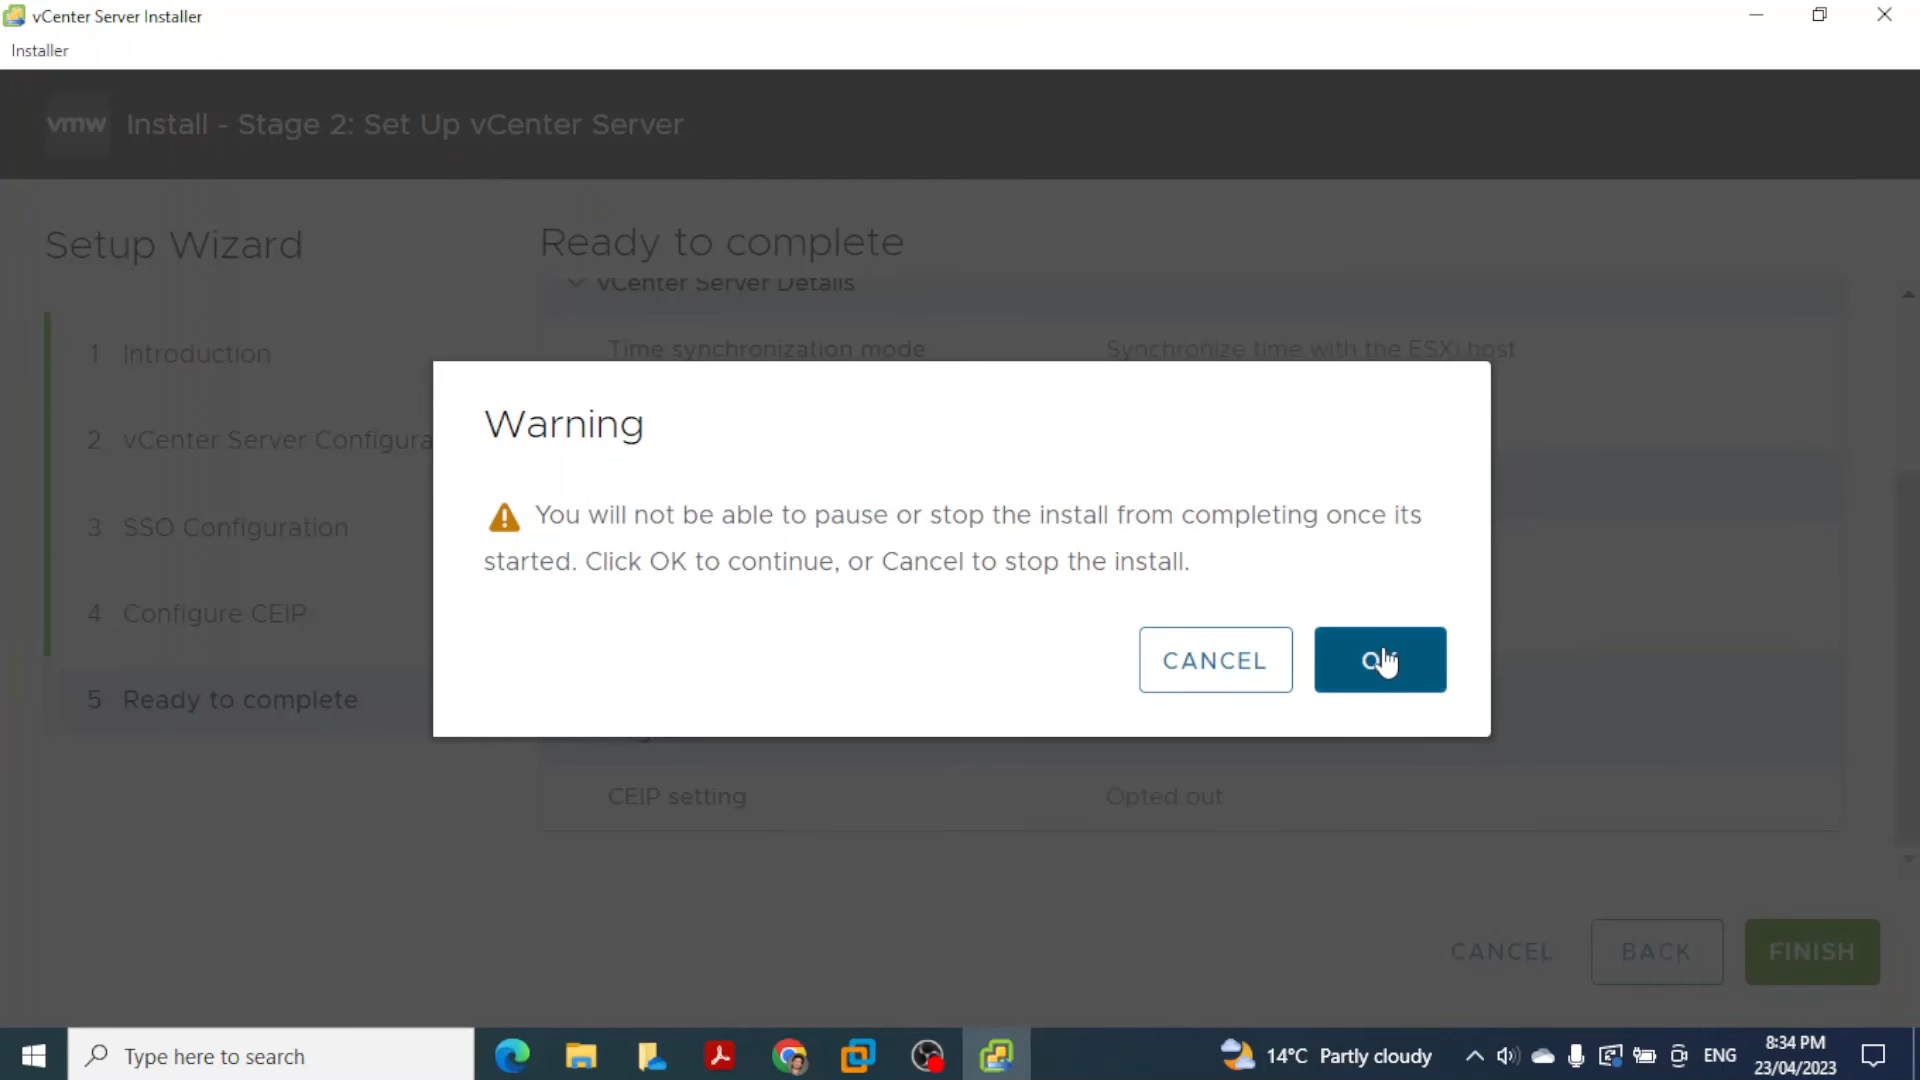 vCenter Server Installer
Installer
vmw Install - Stage 2: Set Up vCenter Server
Setup Wizard
Ready to complete
vCenter Server Details
Time synchronization mode Synchronize time with the ESXi host
1 Introduction
2 vCenter Server Configura
3 SSO Configuration
4 Configure CEIP
5 Ready to complete
Warning
You will not be able to pause or stop the install from completing once its
started. Click OK to continue, or Cancel to stop the install.
CANCEL
CEIP setting Opted out
CANCEL BACK FINISH
Type here to search
14°C Partly cloudy
ENG
8:34 PM
23/04/2023